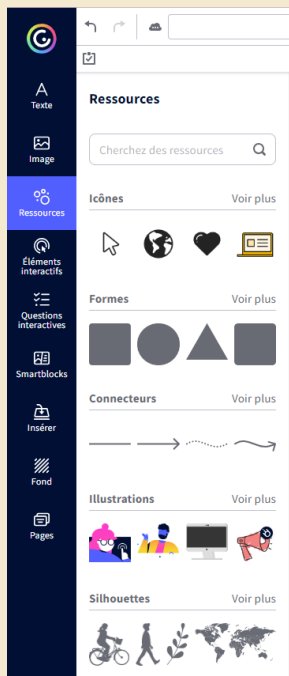 Texte
Image
Ressources
Éléments
interactifs
Questions
interactives
Smartblocks
Insérer
Fond
Pages
Ressources
Cherchez des ressources
Icônes Voir plus
Formes Voir plus
Connecteurs Voir plus
Illustrations Voir plus
Silhouettes Voir plus